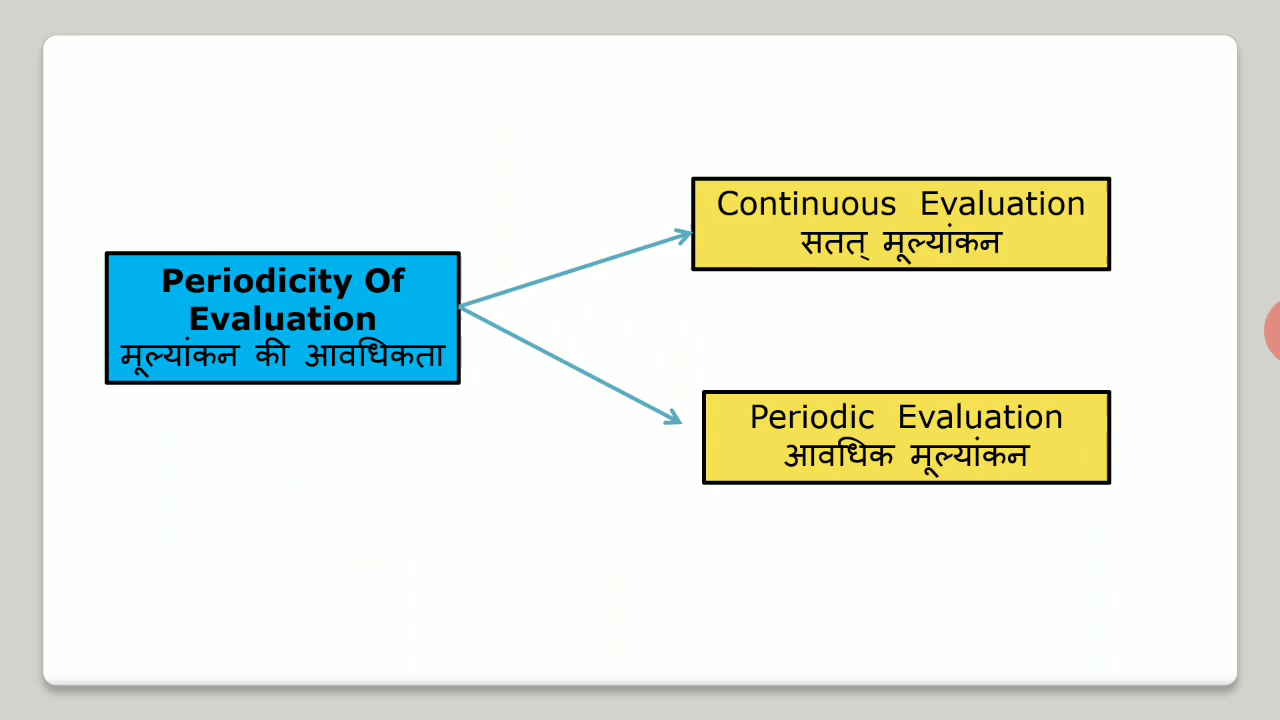 Periodicity Of
Evaluation
मूल्यांकन की आवधिकता
Continuous Evaluation
सतत् मूल्यांकन
Periodic Evaluation
आवधिक मूल्यांकन